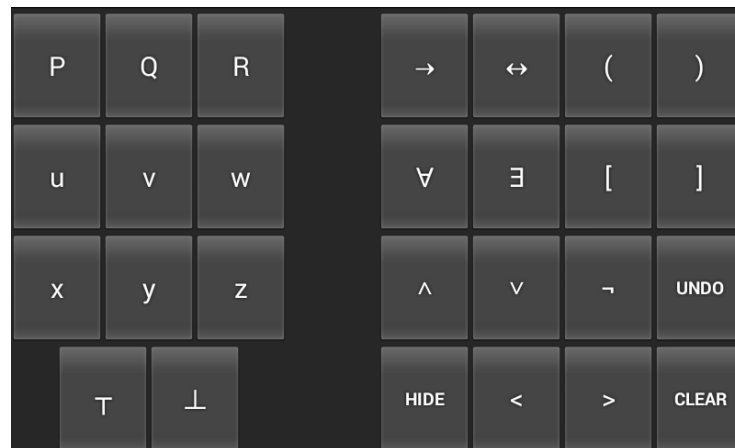 P Q R → ↔ ( )
u v w ∀ ∃ [ ]
x y z ∧ ∨ ¬ UNDO
⊤ ⊥ HIDE < > CLEAR